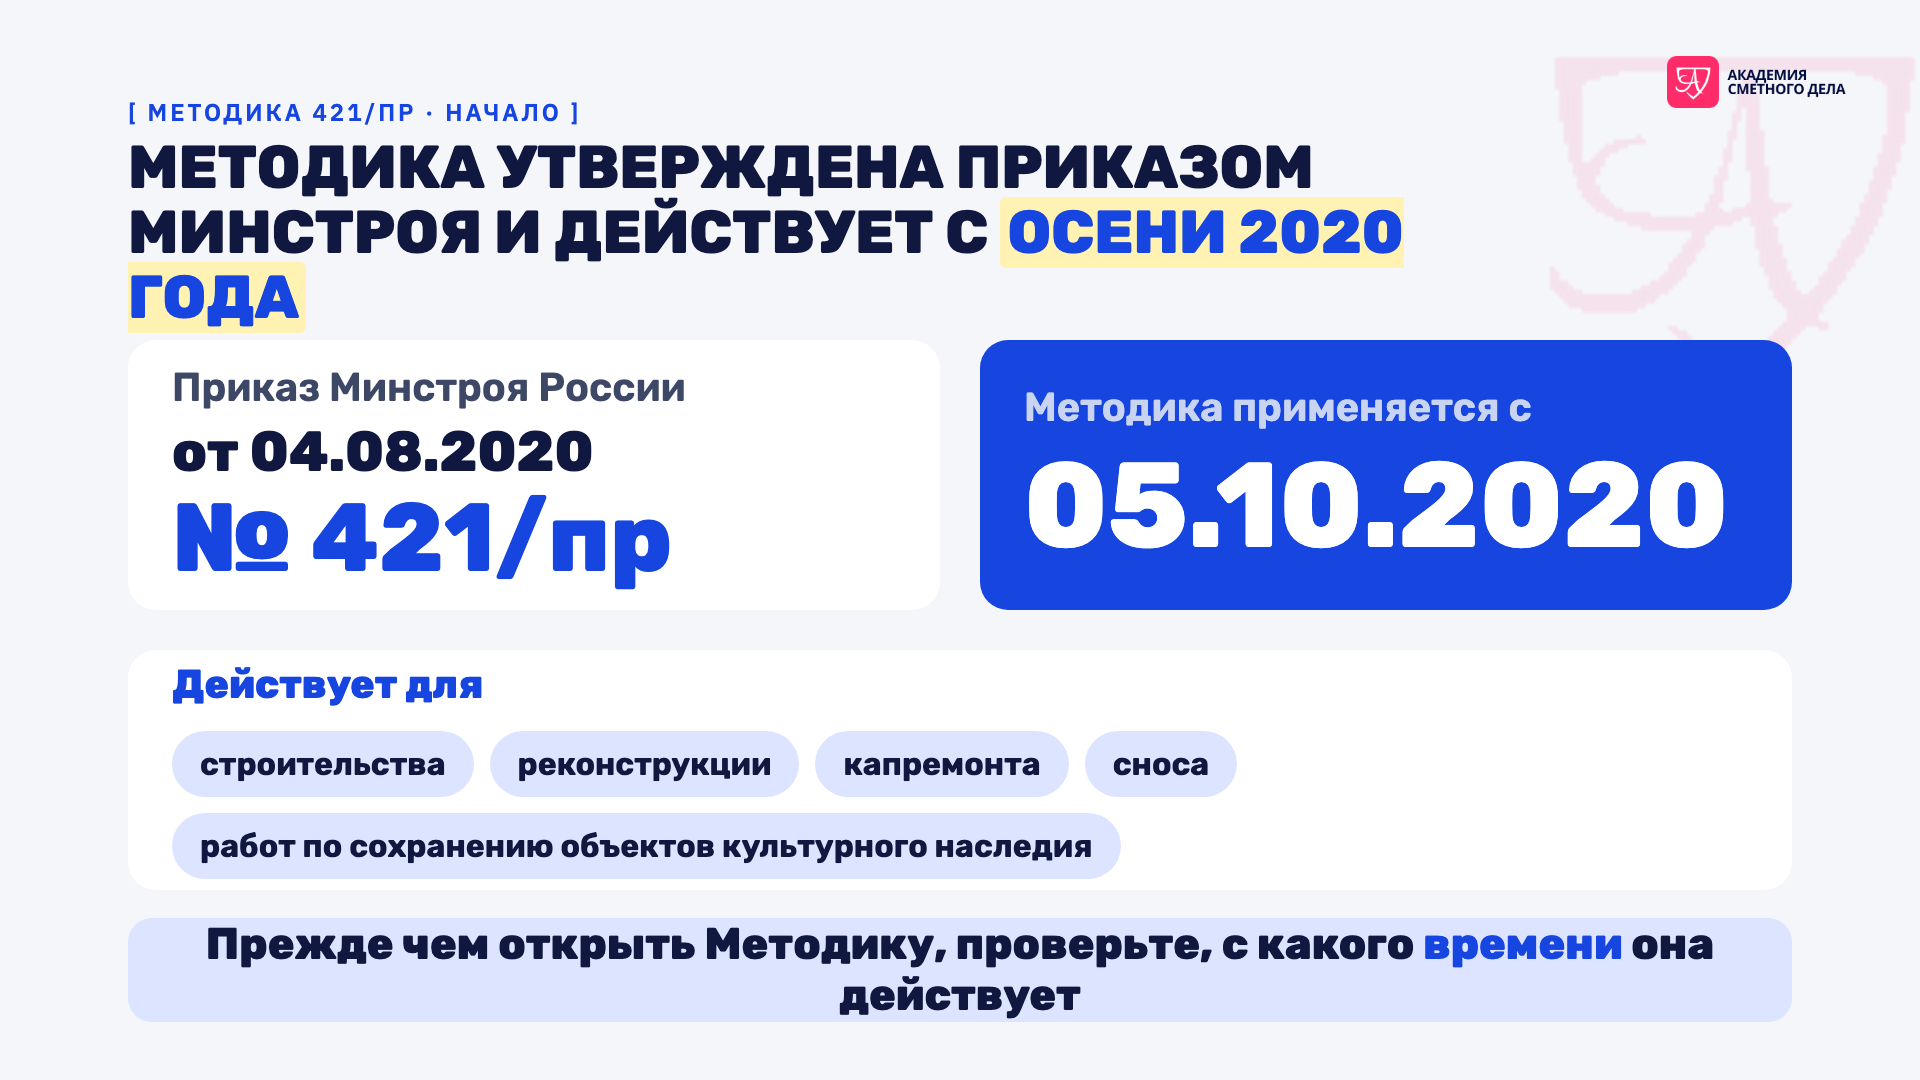 АКАДЕМИЯ
СМЕТНОГО ДЕЛА
[ МЕТОДИКА 421/ПР · НАЧАЛО ]
МЕТОДИКА УТВЕРЖДЕНА ПРИКАЗОМ
МИНСТРОЯ И ДЕЙСТВУЕТ С ОСЕНИ 2020
ГОДА
Приказ Минстроя России
от 04.08.2020
№ 421/пр
Методика применяется с
05.10.2020
Действует для
строительства реконструкции капремонта сноса
работ по сохранению объектов культурного наследия
Прежде чем открыть Методику, проверьте, с какого времени она
действует